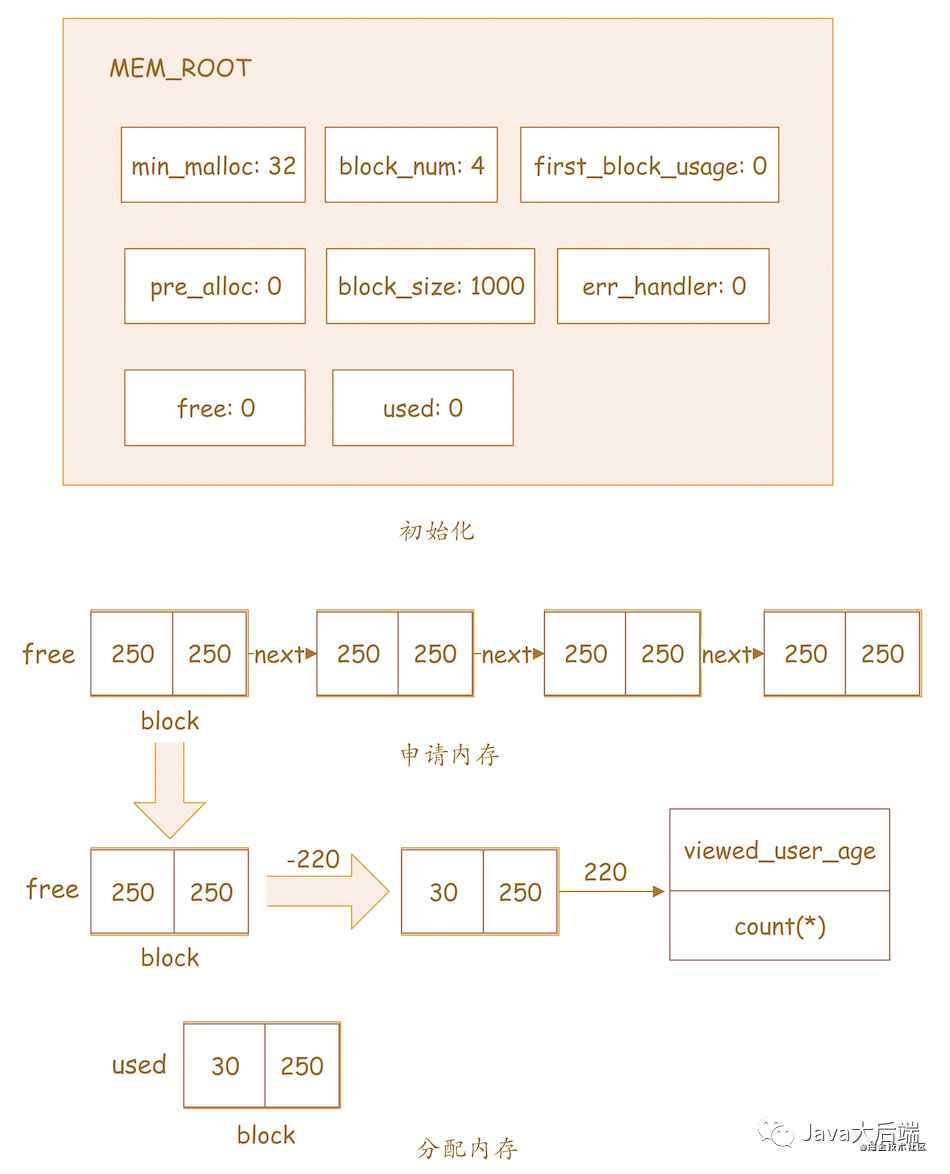 MEM_ROOT
min_malloc: 32 block_num: 4 first_block_usage: 0
pre_alloc: 0 block_size: 1000 err_handler: 0
free: 0 used: 0
初始化
free 250 250 next 250 250 next 250 250 next 250 250
block
申请内存
free 250 250 -220 30 250 220 viewed_user_age
count(*)
block
used 30 250
block
分配内存
Java大后端
@掘金技术社区